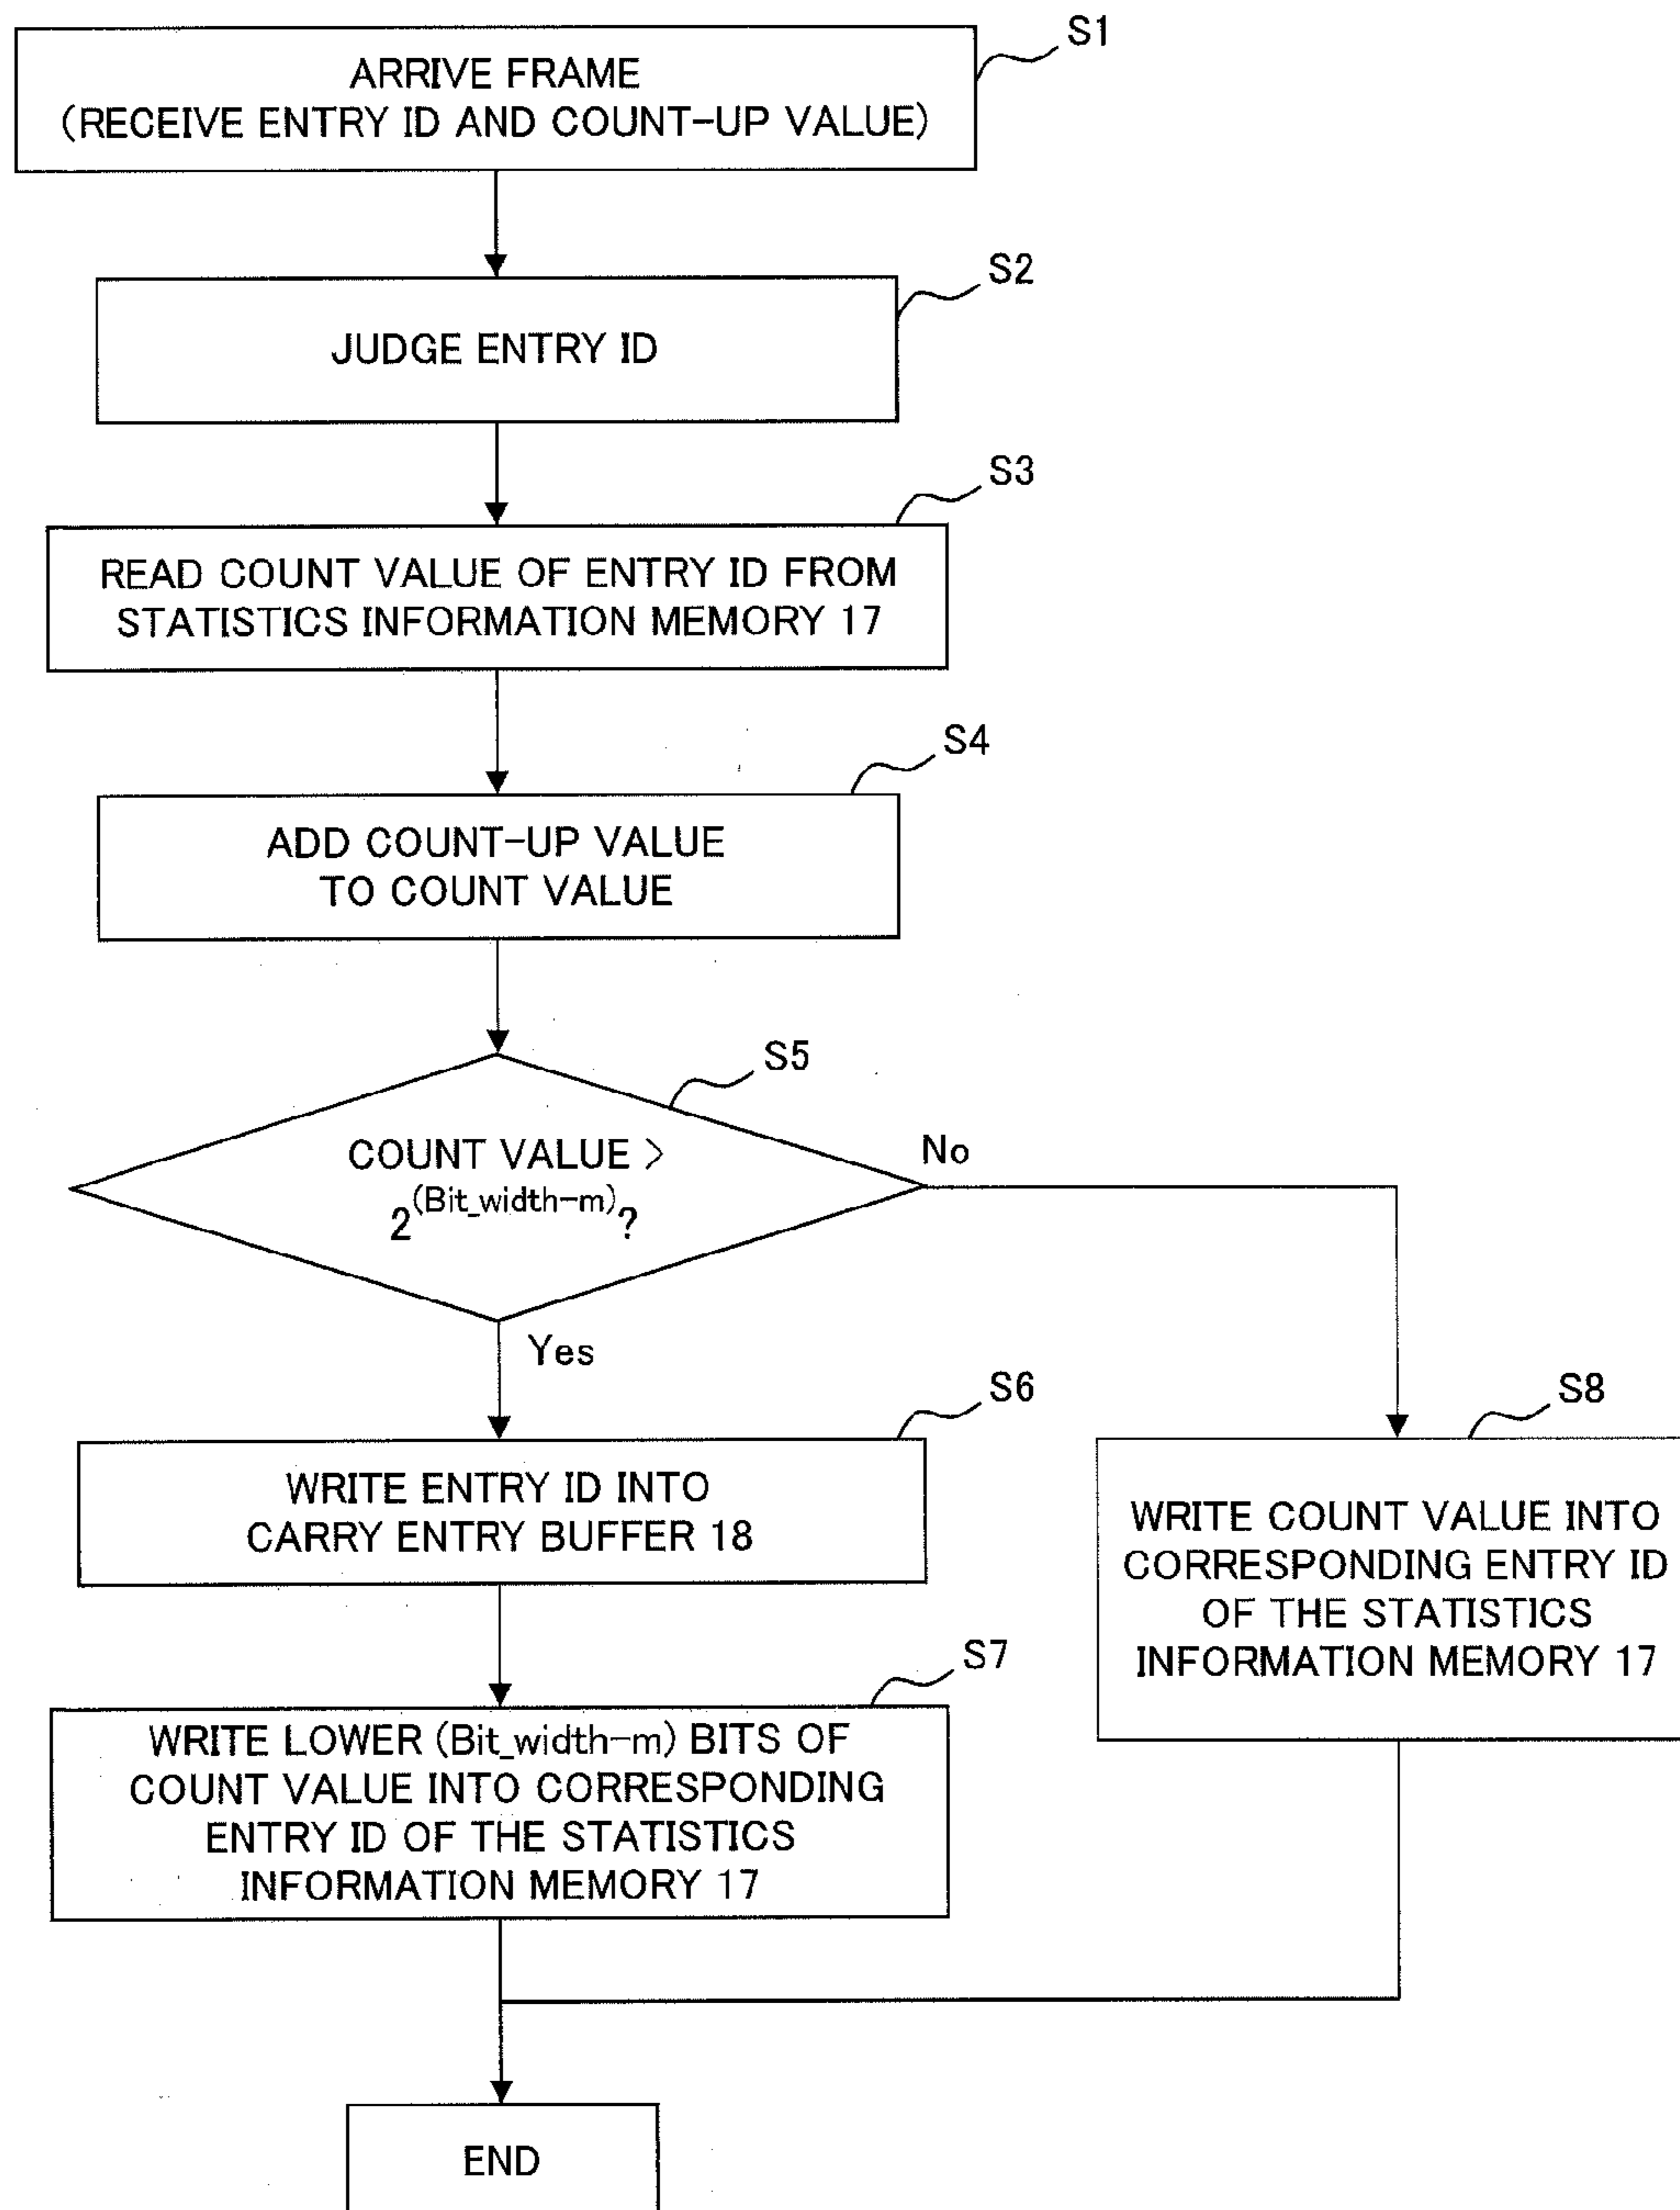 S1
ARRIVE FRAME
(RECEIVE ENTRY ID AND COUNT-UP VALUE)
S2
JUDGE ENTRY ID
S3
READ COUNT VALUE OF ENTRY ID FROM
STATISTICS INFORMATION MEMORY 17
S4
ADD COUNT-UP VALUE
TO COUNT VALUE
S5
COUNT VALUE >
2^(Bit_width-m)?
No
Yes
S6
WRITE ENTRY ID INTO
CARRY ENTRY BUFFER 18
S7
WRITE LOWER (Bit_width-m) BITS OF
COUNT VALUE INTO CORRESPONDING
ENTRY ID OF THE STATISTICS
INFORMATION MEMORY 17
S8
WRITE COUNT VALUE INTO
CORRESPONDING ENTRY ID
OF THE STATISTICS
INFORMATION MEMORY 17
END